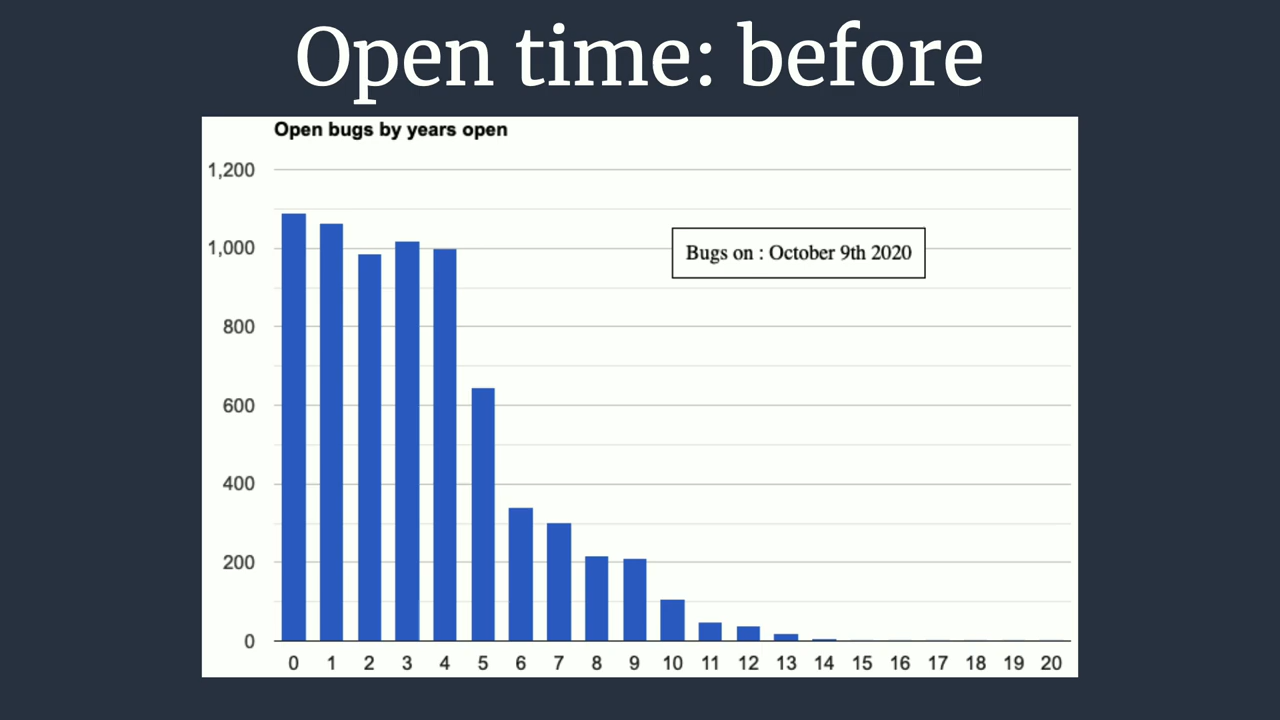 Open time: before
Open bugs by years open
1,200
1,000
800
600
400
200
0
Bugs on : October 9th 2020
0 1 2 3 4 5 6 7 8 9 10 11 12 13 14 15 16 17 18 19 20